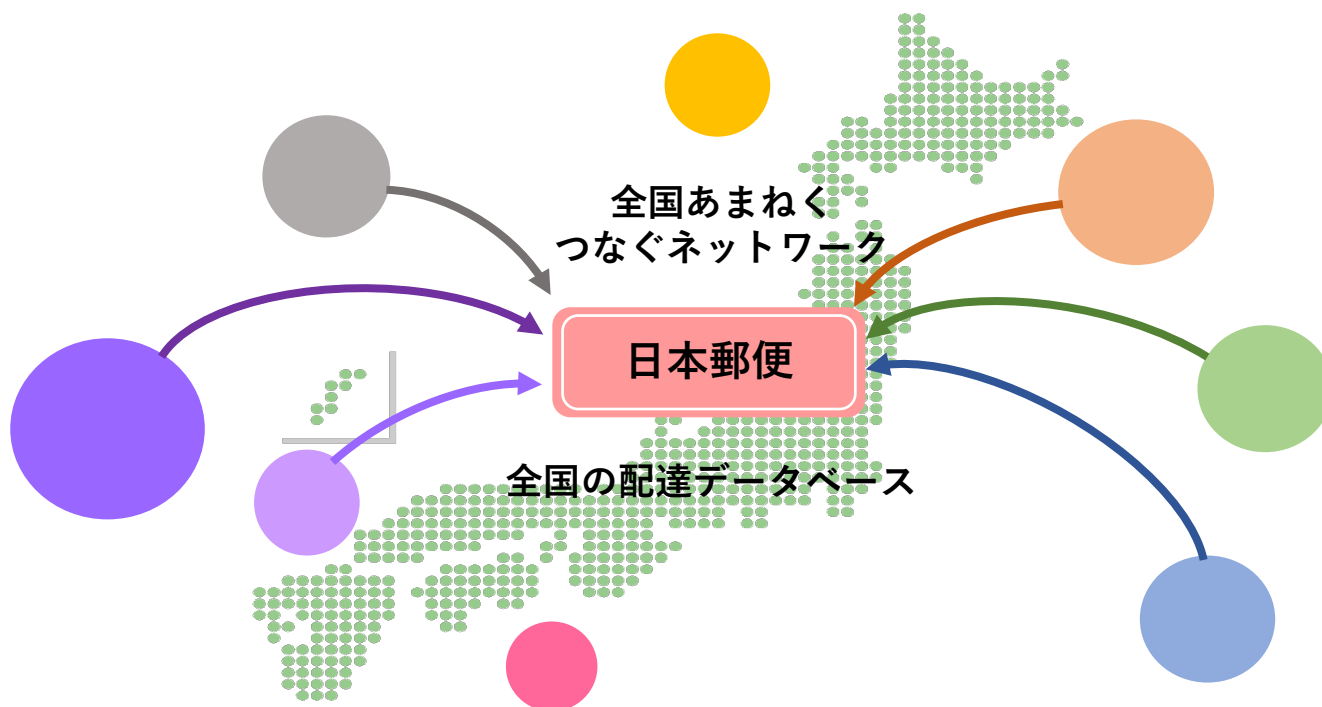 全国あまねく
つなぐネットワーク
日本郵便
全国の配達データベース